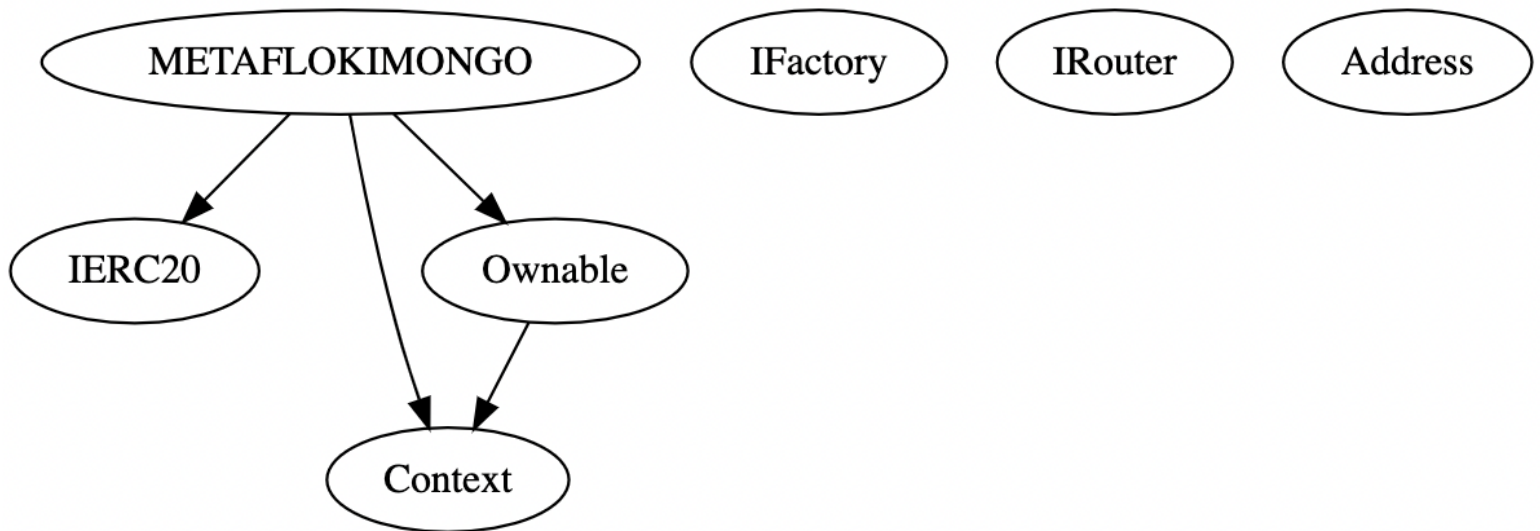 METAFLOKIMONGO
IFactory
IRouter
Address
IERC20
Ownable
Context